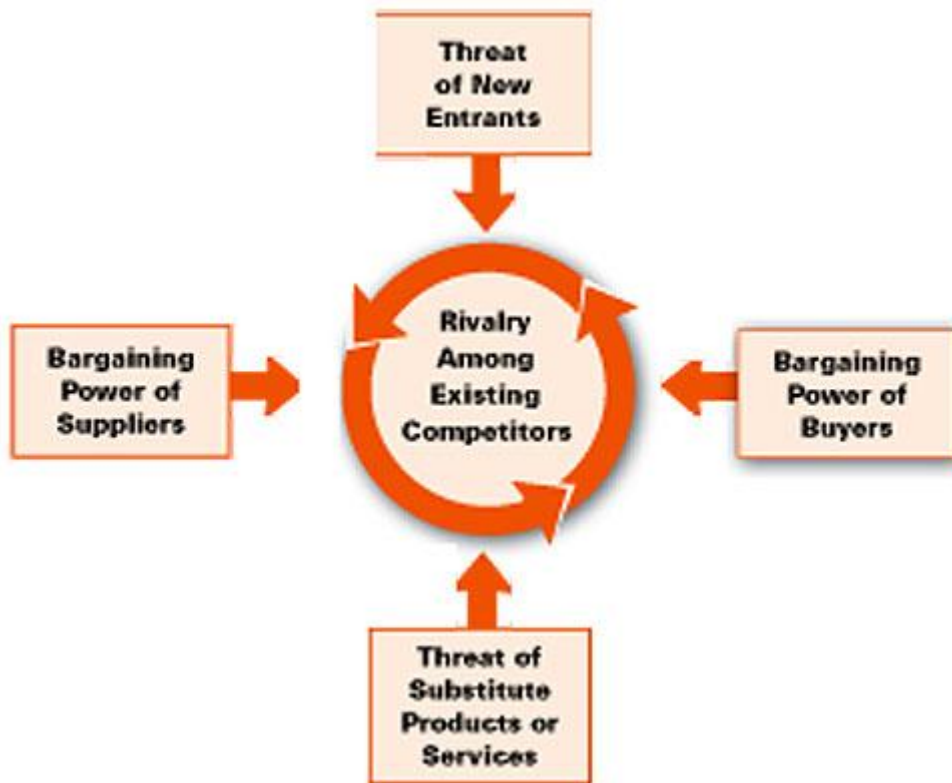 Threat
of New
Entrants
Bargaining
Power of
Suppliers
Rivalry
Among
Existing
Competitors
Bargaining
Power of
Buyers
Threat of
Substitute
Products or
Services